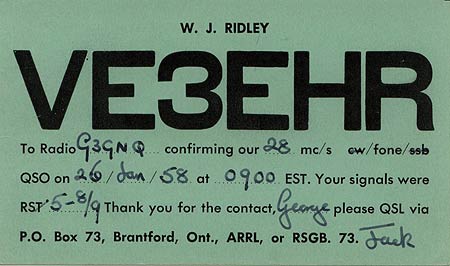 W. J. RIDLEY
VE3EHR
To Radio G3GNQ confirming our 28 mc/s cw/fone/ssb
QSO on 26/Jan/58 at 0900 EST. Your signals were
RST 5-8/9 Thank you for the contact, George please QSL via
P.O. Box 73, Brantford, Ont., ARRL, or RSGB. 73. Jack